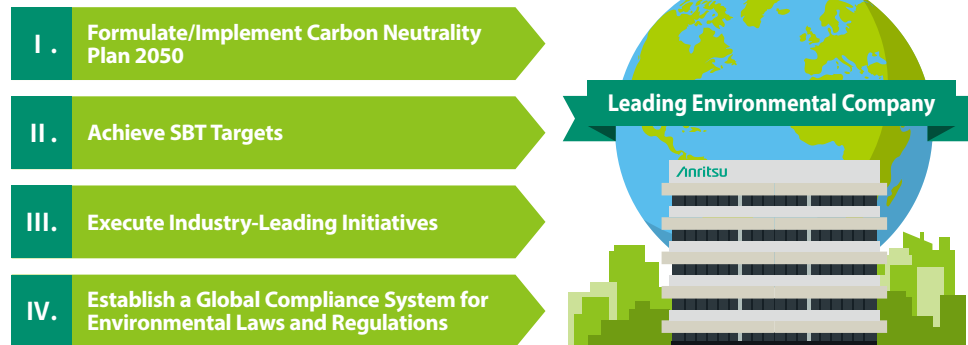 I.
Formulate/Implement Carbon Neutrality
Plan 2050
II.
Achieve SBT Targets
III.
Execute Industry-Leading Initiatives
IV.
Establish a Global Compliance System for
Environmental Laws and Regulations
Leading Environmental Company
Anritsu